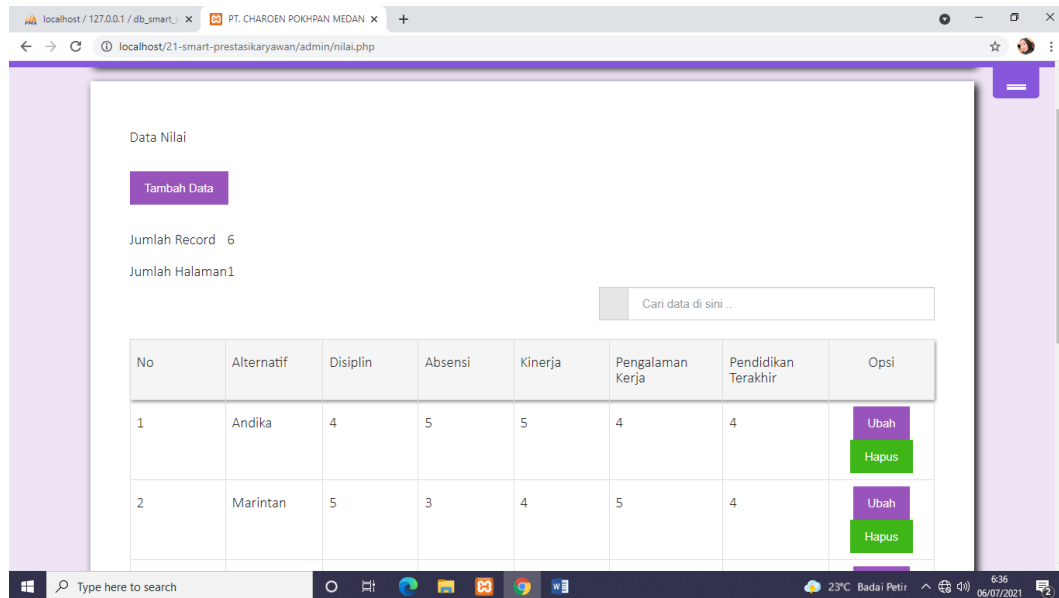 localhost / 127.0.0.1 / db_smart_
PT. CHAROEN POKHPAN MEDAN
localhost/21-smart-prestasikaryawan/admin/nilai.php
Data Nilai
Tambah Data
Jumlah Record 6
Jumlah Halaman1
Cari data di sini ..
No Alternatif Disiplin Absensi Kinerja Pengalaman Kerja Pendidikan Terakhir Opsi
1 Andika 4 5 5 4 4 Ubah
Hapus
2 Marintan 5 3 4 5 4 Ubah
Hapus
Type here to search
23°C Badai Petir
6:36
06/07/2021